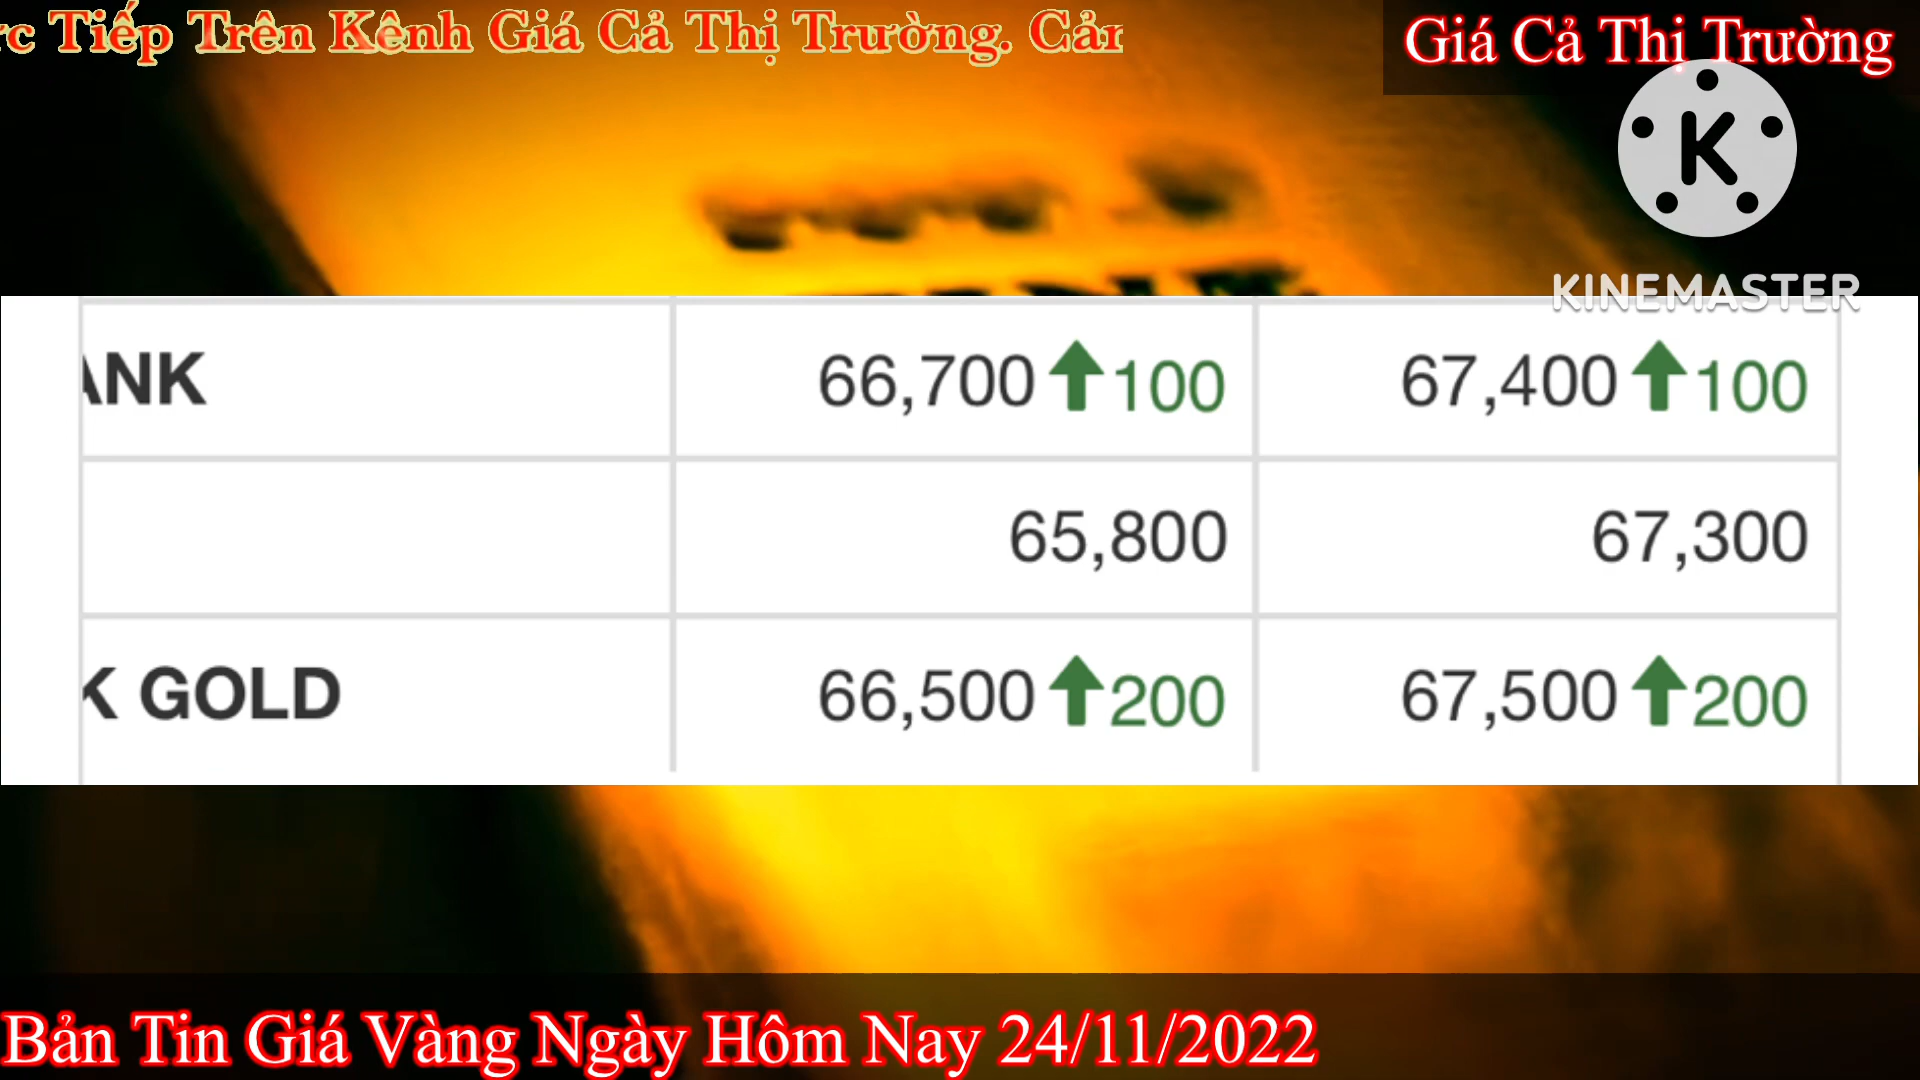 Tiếp Trên Kênh Giá Cả Thị Trường.
Giá Cả Thị Trường
K
KINEMASTER
ANK 66,700 100 67,400 100
65,800 67,300
K GOLD 66,500 200 67,500 200
Bản Tin Giá Vàng Ngày Hôm Nay 24/11/2022